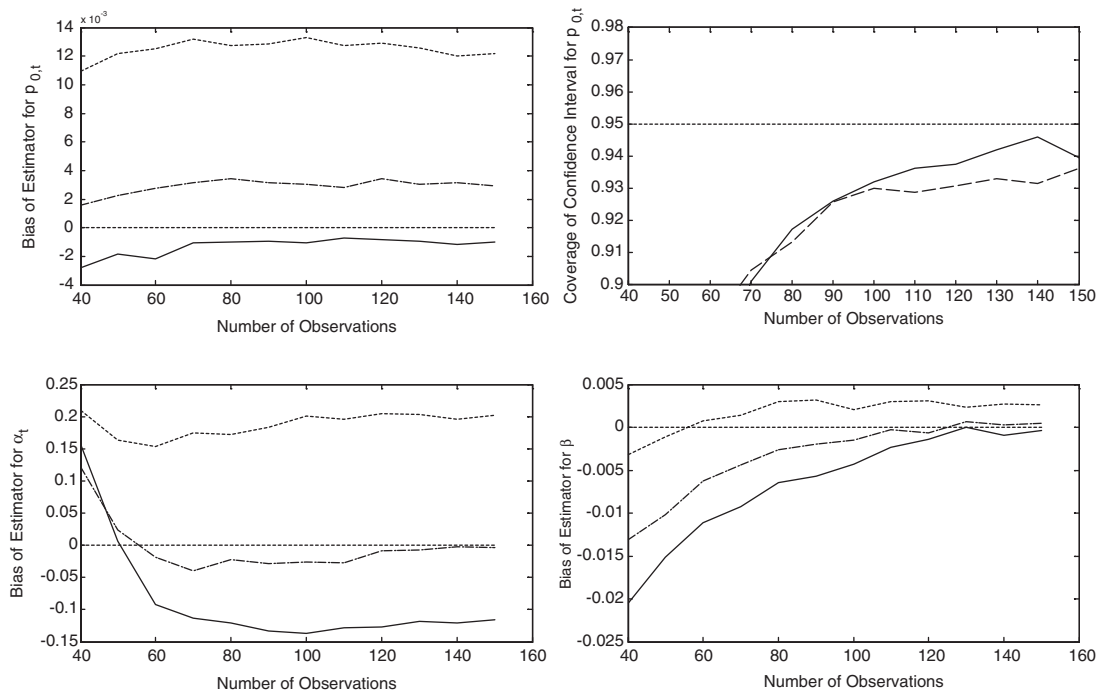 x 10⁻³
14
12
10
8
6
4
2
0
-2
-4
40 60 80 100 120 140 160
Bias of Estimator for p 0,t
Number of Observations
0.98
0.97
0.96
0.95
0.94
0.93
0.92
0.91
0.9
40 50 60 70 80 90 100 110 120 130 140 150
Coverage of Confidence Interval for p 0,t
Number of Observations
0.25
0.2
0.15
0.1
0.05
0
-0.05
-0.1
-0.15
40 60 80 100 120 140 160
Bias of Estimator for αt
Number of Observations
0.005
0
-0.005
-0.01
-0.015
-0.02
-0.025
40 60 80 100 120 140 160
Bias of Estimator for β
Number of Observations